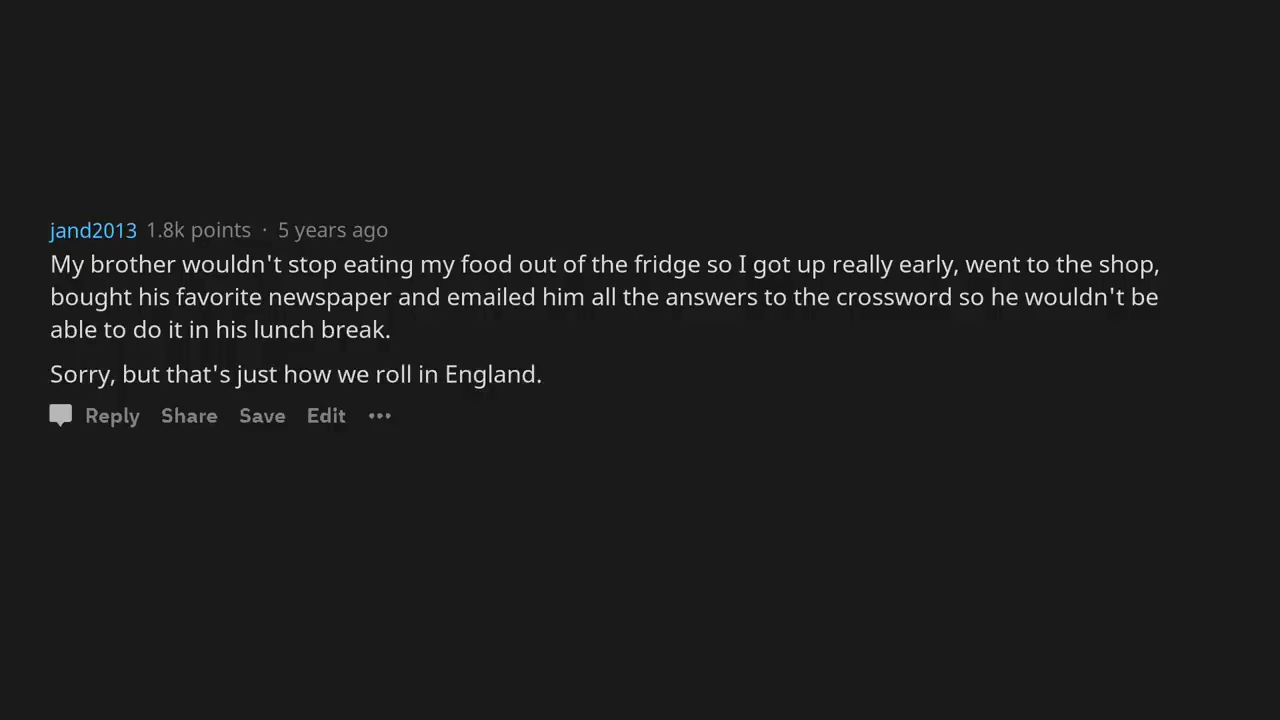 jand2013 1.8k points · 5 years ago
My brother wouldn't stop eating my food out of the fridge so I got up really early, went to the shop,
bought his favorite newspaper and emailed him all the answers to the crossword so he wouldn't be
able to do it in his lunch break.
Sorry, but that's just how we roll in England.
Reply Share Save Edit •••